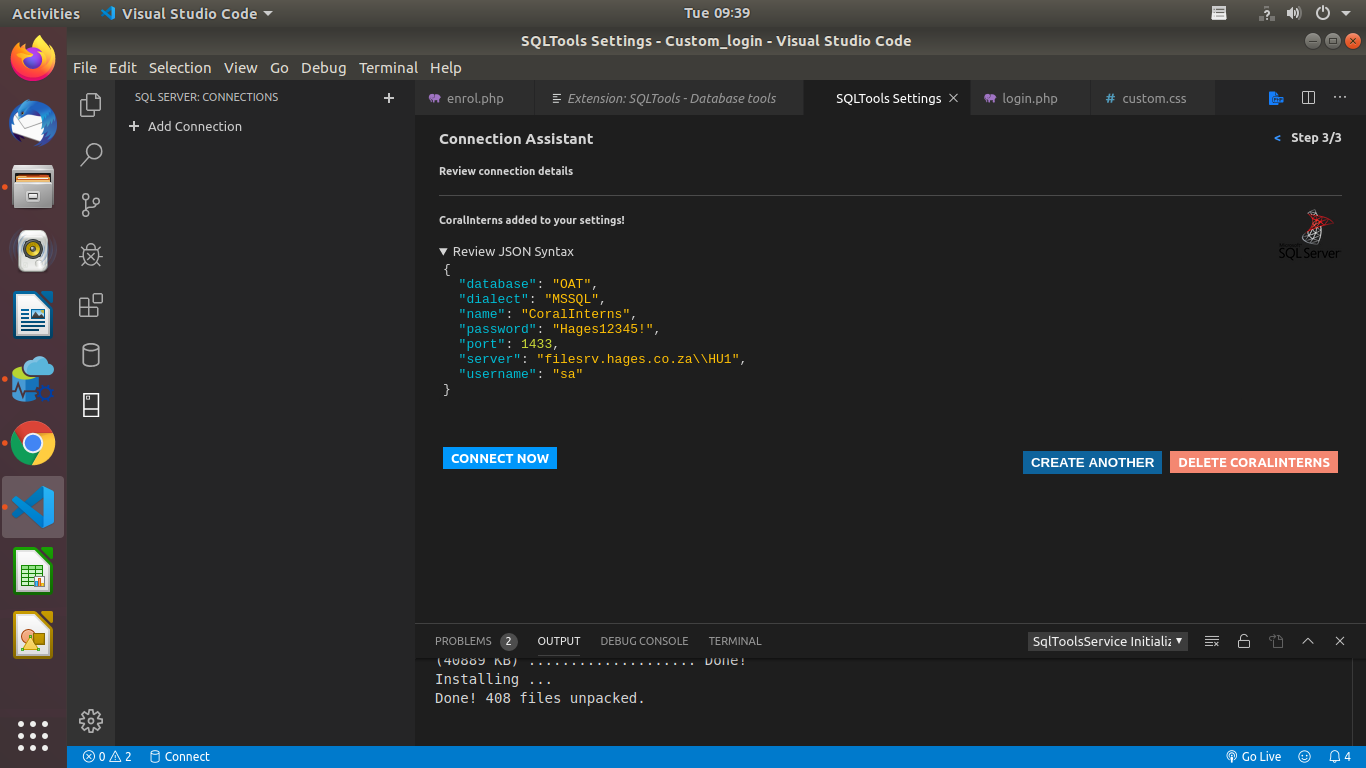 Activities Visual Studio Code Tue 09:39
SQLTools Settings - Custom_login - Visual Studio Code
File Edit Selection View Go Debug Terminal Help
SQL SERVER: CONNECTIONS
Add Connection
enrol.php Extension: SQLTools - Database tools SQLTools Settings login.php # custom.css
Connection Assistant
< Step 3/3
Review connection details
CoralInterns added to your settings!
SQL Server
Review JSON Syntax
{
"database": "OAT",
"dialect": "MSSQL",
"name": "CoralInterns",
"password": "Hages12345!",
"port": 1433,
"server": "filesrv.hages.co.za\\HU1",
"username": "sa"
}
CONNECT NOW
CREATE ANOTHER DELETE CORALINTERNS
PROBLEMS 2 OUTPUT DEBUG CONSOLE TERMINAL
SqlToolsService Initializ
(40889 KB) .................... Done!
Installing ...
Done! 408 files unpacked.
0 2 Connect
Go Live 4